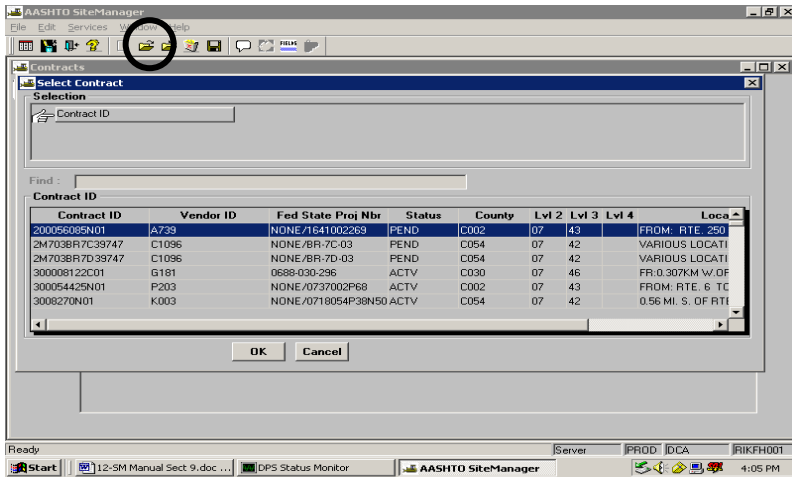 AASHTO SiteManager
File Edit Services Window Help
FIELDS
Contracts
Select Contract
Selection
Contract ID
Find :
Contract ID
Contract ID Vendor ID Fed State Proj Nbr Status County Lvl 2 Lvl 3 Lvl 4 Loca
200056085N01 A739 NONE/1641002269 PEND C002 07 43 FROM: RTE. 250
2M703BR7C39747 C1096 NONE/BR-7C-03 PEND C054 07 42 VARIOUS LOCATI
2M703BR7D39747 C1096 NONE/BR-7D-03 PEND C054 07 42 VARIOUS LOCATI
300008122C01 G181 0688-030-296 ACTV C030 07 46 FR:0.307KM W.OF
300054425N01 P203 NONE/0737002P68 ACTV C002 07 43 FROM: RTE. 6 TO
3008270N01 K003 NONE/0718054P38N50 ACTV C054 07 42 0.56 MI. S. OF RTE
OK Cancel
Ready Server PROD DCA RIKFH001
Start 12-SM Manual Sect 9.doc ... DPS Status Monitor AASHTO SiteManager 4:05 PM